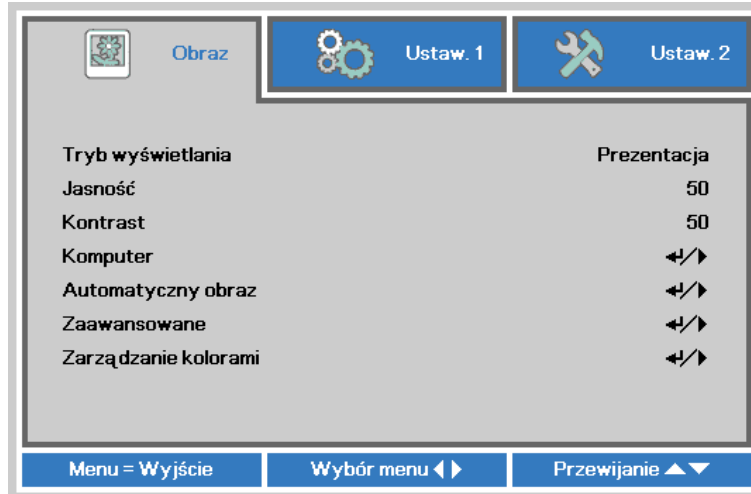 Obraz Ustaw. 1 Ustaw. 2
Tryb wyświetlania Prezentacja
Jasność 50
Kontrast 50
Komputer ↵/▶
Automatyczny obraz ↵/▶
Zaawansowane ↵/▶
Zarządzanie kolorami ↵/▶
Menu = Wyjście Wybór menu ◀▶ Przewijanie ▲▼